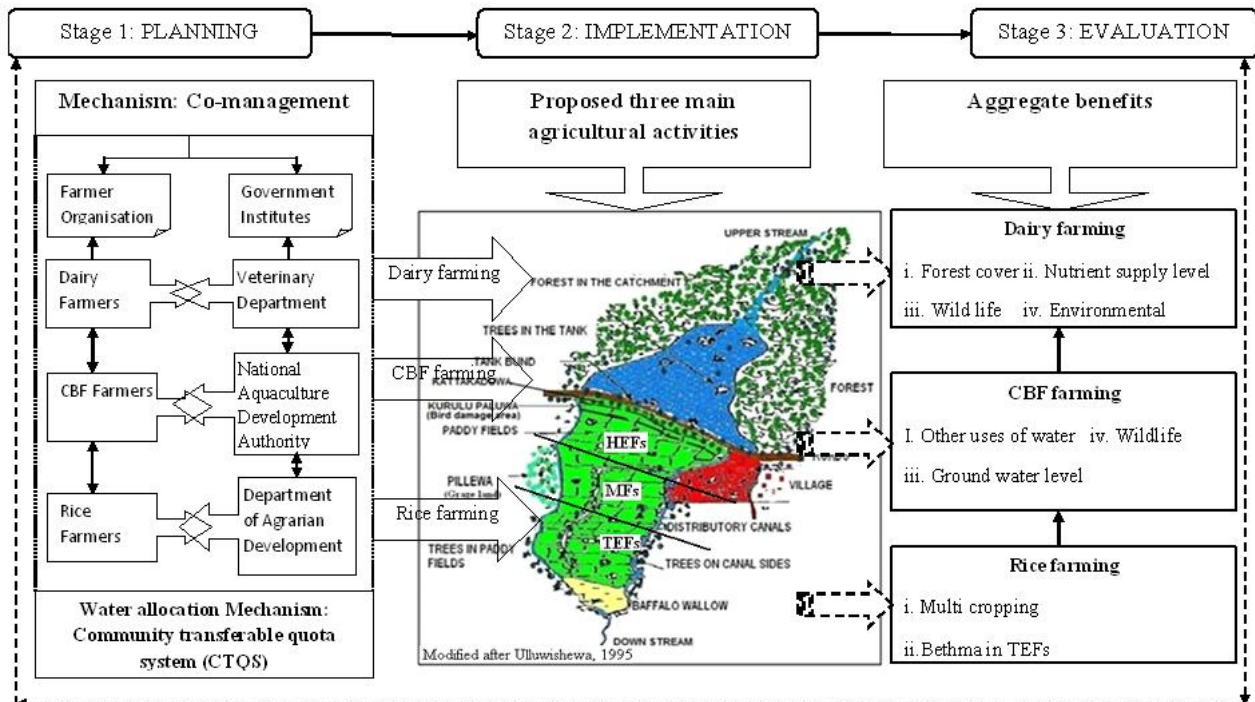 Stage 1: PLANNING
Stage 2: IMPLEMENTATION
Stage 3: EVALUATION
Mechanism: Co-management
Farmer
Organisation
Government
Institutes
Dairy
Farmers
Veterinary
Department
CBF Farmers
National
Aquaculture
Development
Authority
Rice
Farmers
Department
of Agrarian
Development
Water allocation Mechanism:
Community transferable quota
system (CTQS)
Proposed three main
agricultural activities
Dairy farming
CBF farming
Rice farming
UPPER STREAM
FOREST IN THE CATCHMENT
TREES IN THE TANK
TANK BUND
KATTAKADUWA
FOREST
KURULU PALUWA
(Bird damage area)
PADDY FIELDS
HEFs
PILLEWA
(Graze land)
MFs
VILLAGE
DISTRIBUTORY CANALS
TEFs
TREES IN PADDY
FIELDS
TREES ON CANAL SIDES
BAFFALO WALLOW
DOWN STREAM
Modified after Ulluwishewa, 1995
Aggregate benefits
Dairy farming
i. Forest cover ii. Nutrient supply level
iii. Wild life iv. Environmental
CBF farming
I. Other uses of water iv. Wildlife
iii. Ground water level
Rice farming
i. Multi cropping
ii. Bethma in TEFs